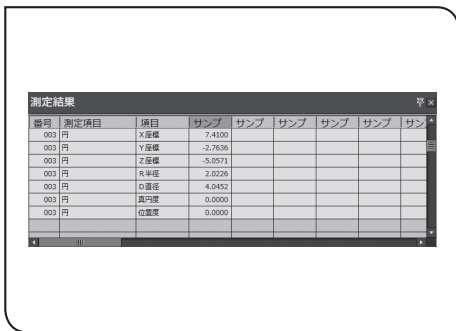 測定結果
番号 測定項目 項目 サンプ サンプ サンプ サンプ サンプ サン
003 円 X座標 7.4100
003 円 Y座標 -2.7636
003 円 Z座標 -5.0571
003 円 R半径 2.0226
003 円 D直径 4.0452
003 円 真円度 0.0000
003 円 位置度 0.0000